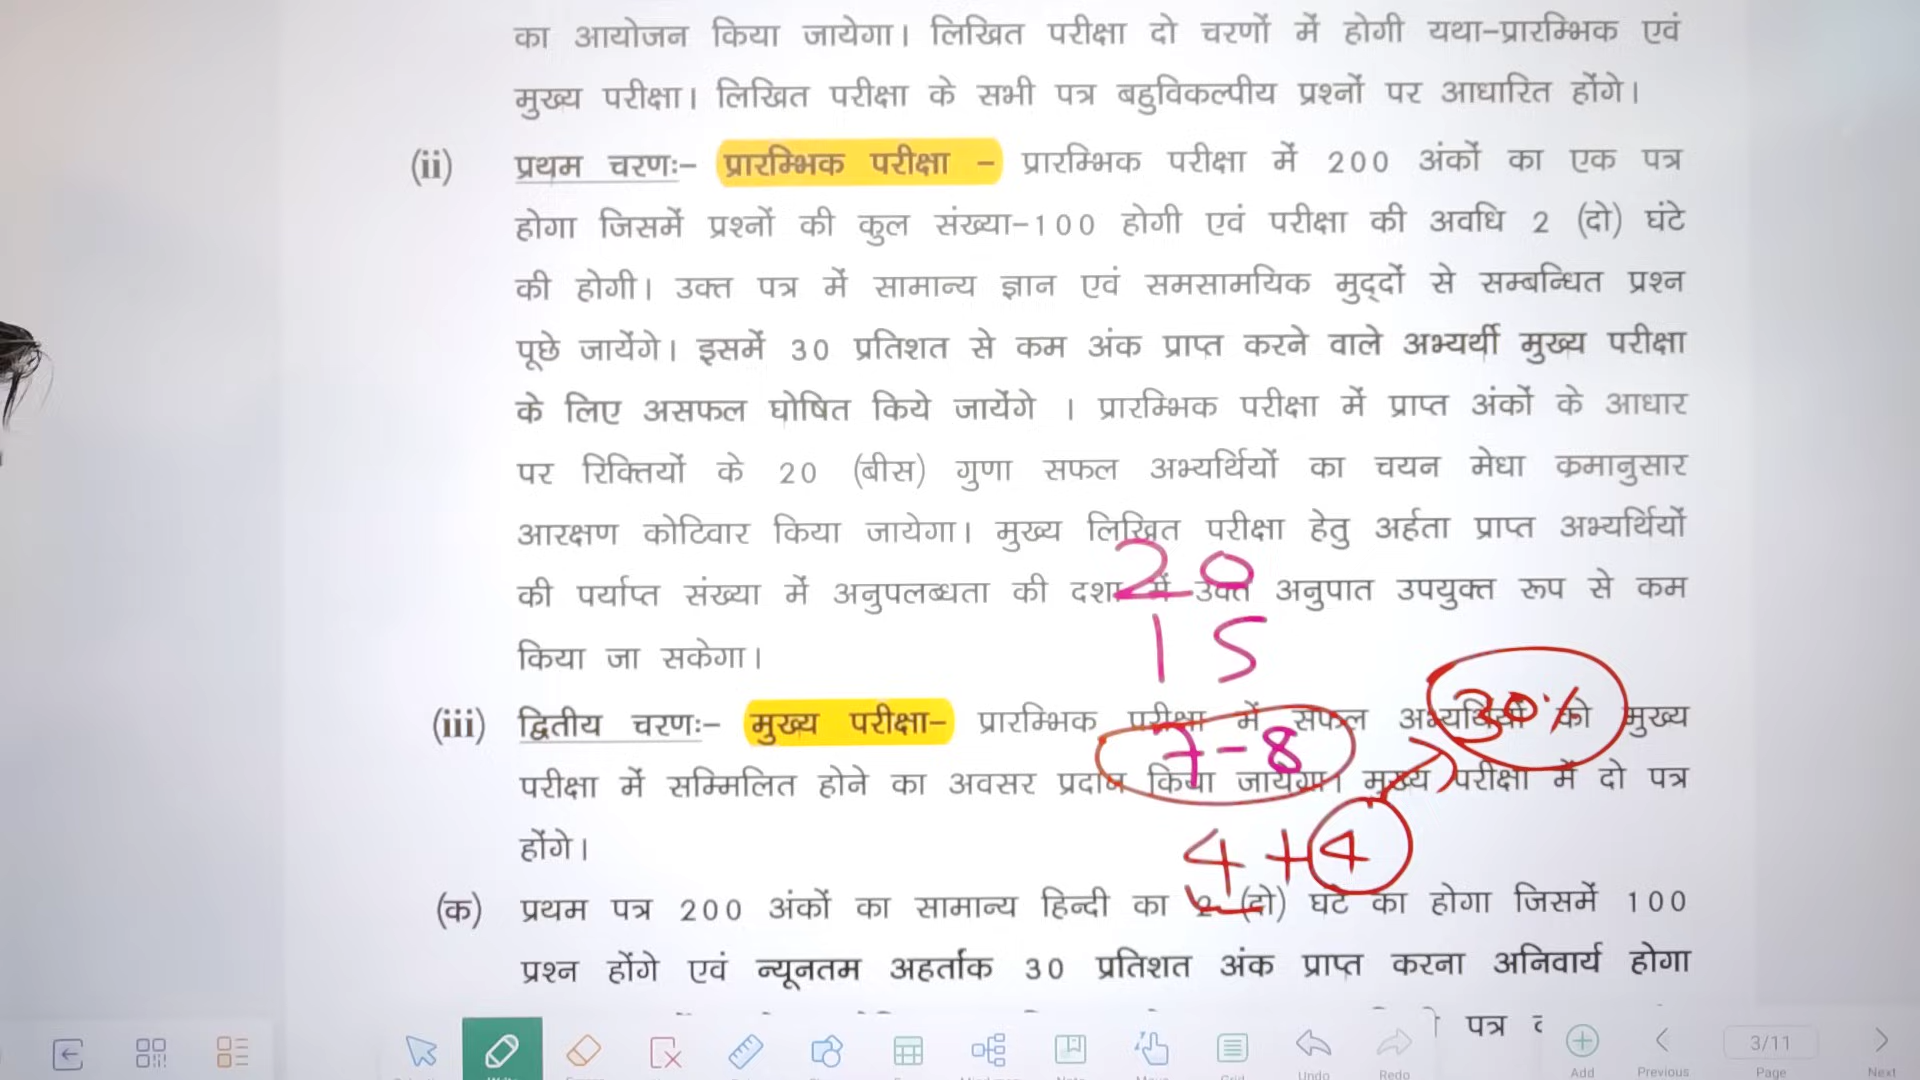 का आयोजन किया जायेगा। लिखित परीक्षा दो चरणों में होगी यथा-प्रारम्भिक एवं
मुख्य परीक्षा। लिखित परीक्षा के सभी पत्र बहुविकल्पीय प्रश्नों पर आधारित होंगे।
(ii) प्रथम चरणः- प्रारम्भिक परीक्षा - प्रारम्भिक परीक्षा में 200 अंकों का एक पत्र
होगा जिसमें प्रश्नों की कुल संख्या-100 होगी एवं परीक्षा की अवधि 2 (दो) घंटे
की होगी। उक्त पत्र में सामान्य ज्ञान एवं समसामयिक मुद्दों से सम्बन्धित प्रश्न
पूछे जायेंगे। इसमें 30 प्रतिशत से कम अंक प्राप्त करने वाले अभ्यर्थी मुख्य परीक्षा
के लिए असफल घोषित किये जायेंगे । प्रारम्भिक परीक्षा में प्राप्त अंकों के आधार
पर रिक्तियों के 20 (बीस) गुणा सफल अभ्यर्थियों का चयन मेधा क्रमानुसार
आरक्षण कोटिवार किया जायेगा। मुख्य लिखित परीक्षा हेतु अर्हता प्राप्त अभ्यर्थियों
20
की पर्याप्त संख्या में अनुपलब्धता की दशा में उक्त अनुपात उपयुक्त रूप से कम
15
किया जा सकेगा।
30%
(iii) द्वितीय चरणः- मुख्य परीक्षा- प्रारम्भिक परीक्षा में सफल अभ्यर्थियों को मुख्य
7-8
परीक्षा में सम्मिलित होने का अवसर प्रदान किया जायेगा। मुख्य परीक्षा में दो पत्र
होंगे।
4+4
(क) प्रथम पत्र 200 अंकों का सामान्य हिन्दी का 2 (दो) घंटे का होगा जिसमें 100
प्रश्न होंगे एवं न्यूनतम अहर्तांक 30 प्रतिशत अंक प्राप्त करना अनिवार्य होगा
पत्र
Undo Redo Add Previous 3/11 Page Next